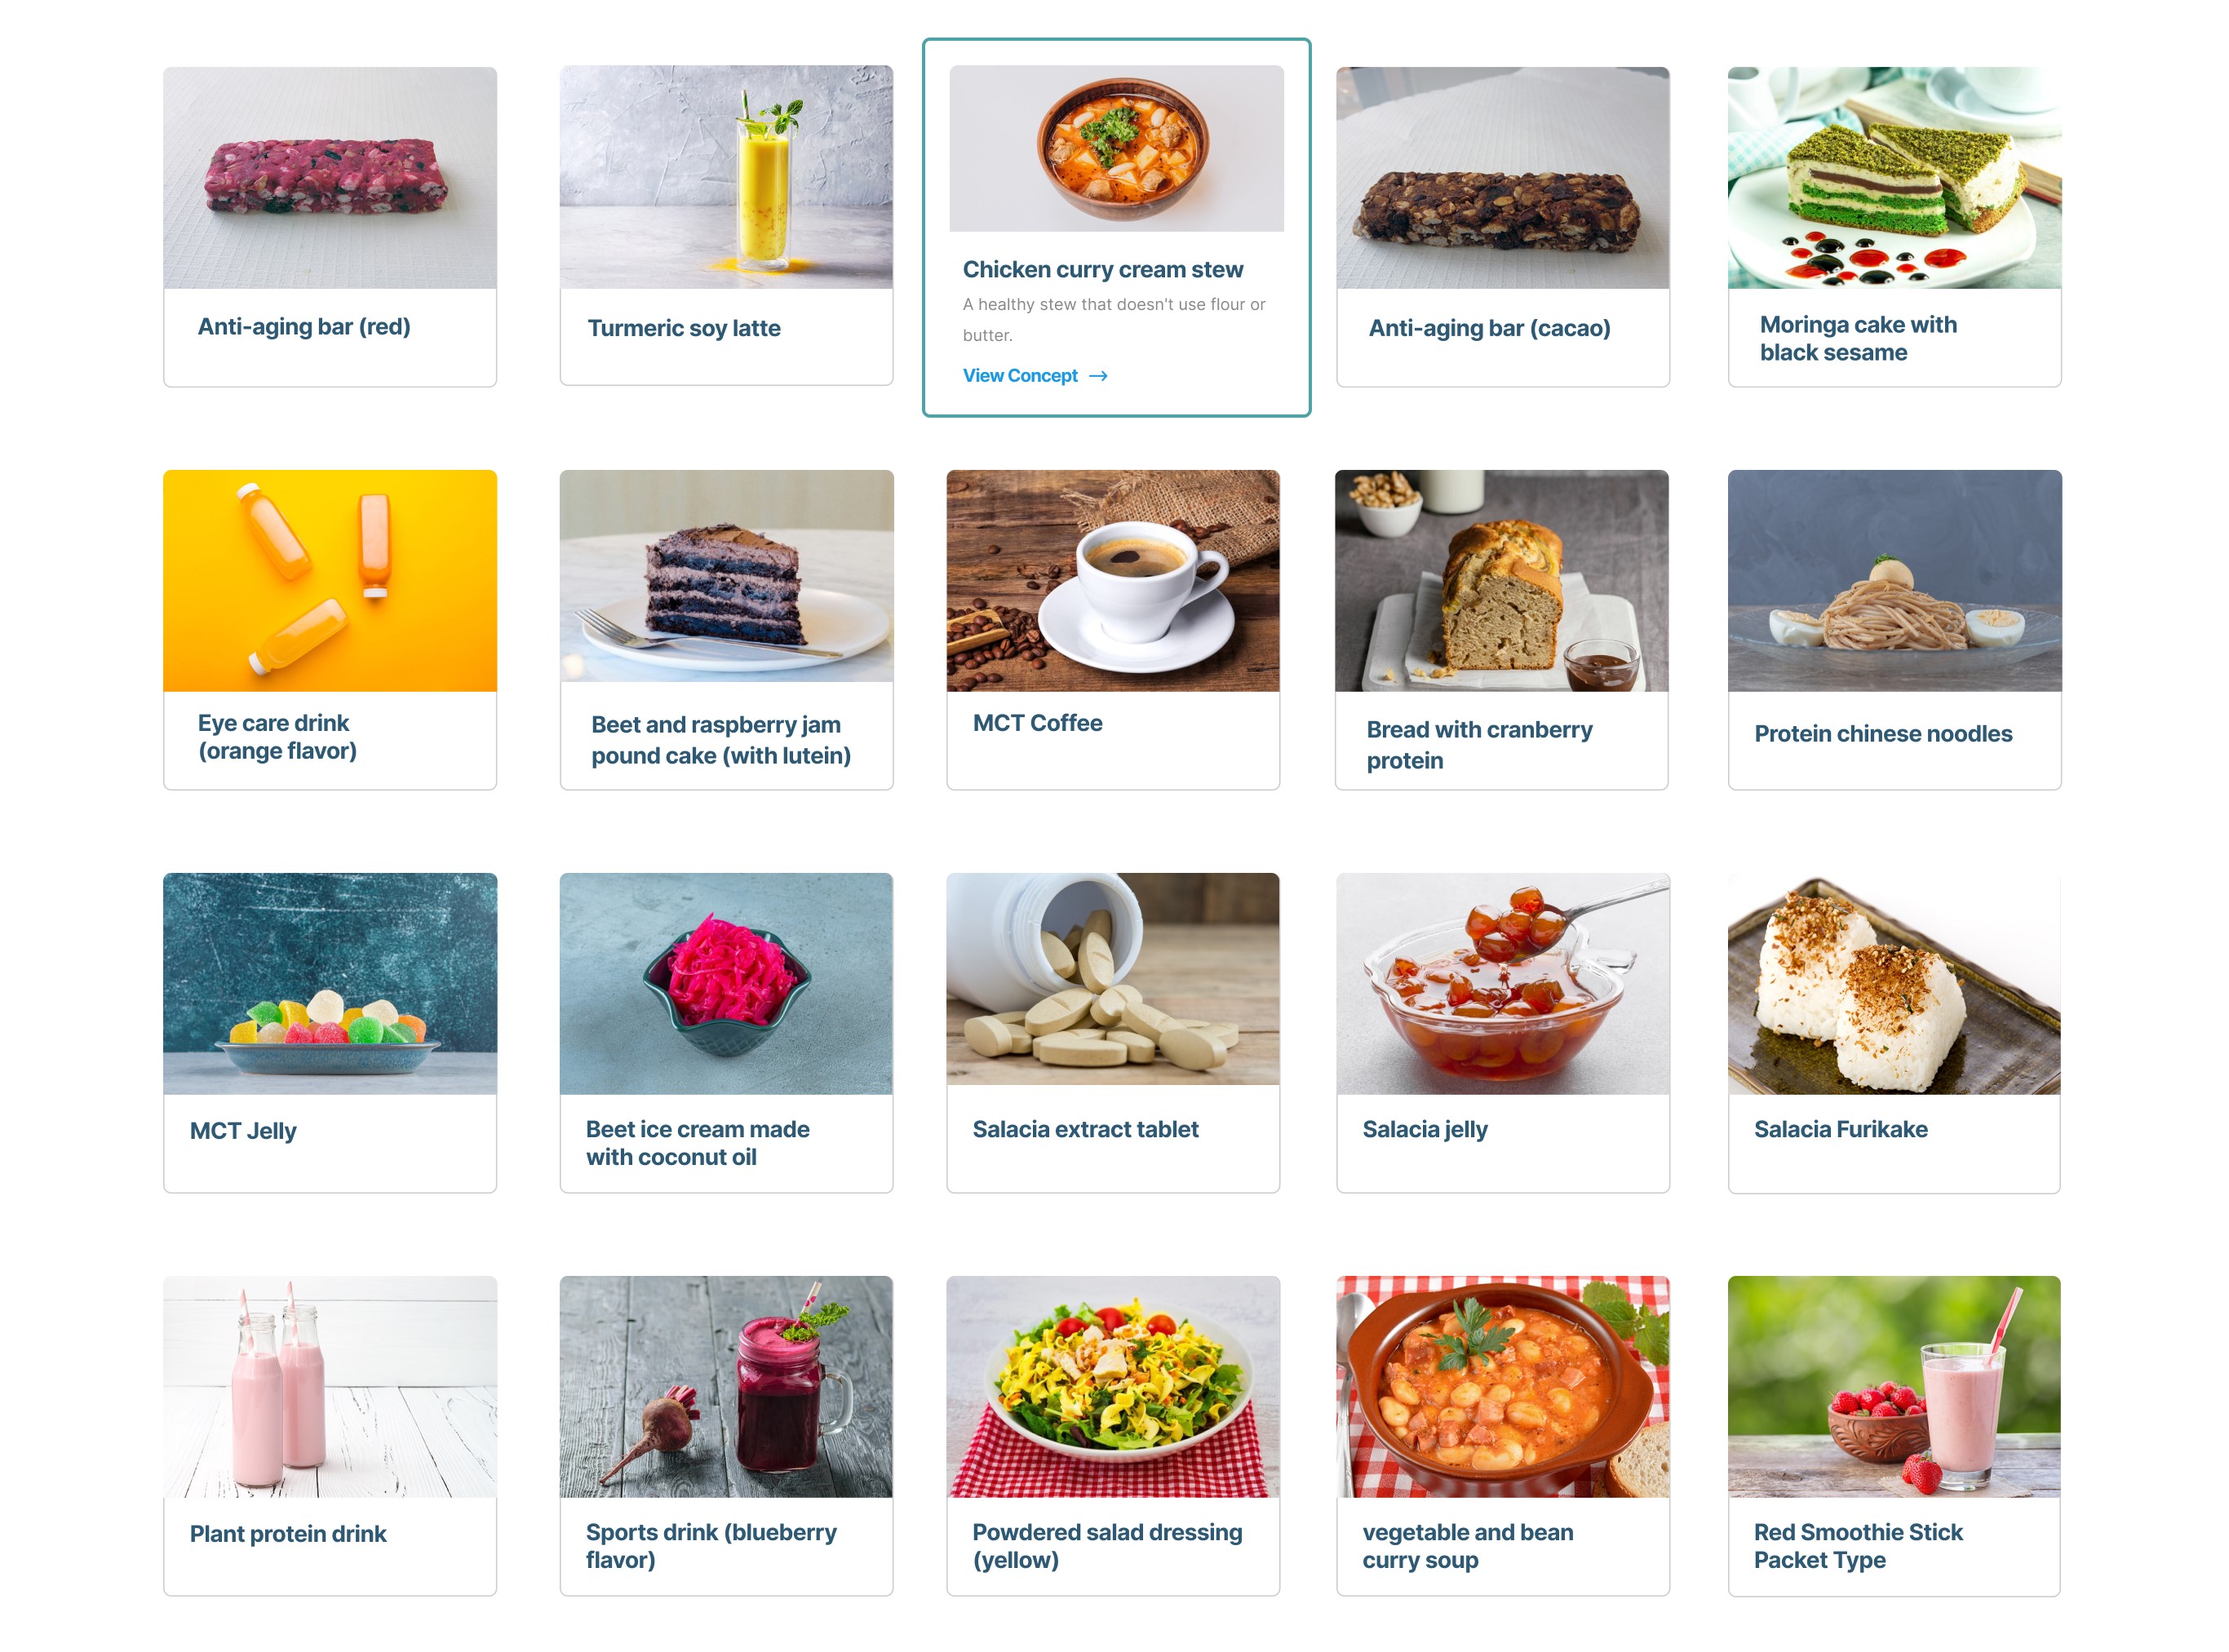 Anti-aging bar (red)
Turmeric soy latte
Chicken curry cream stew
A healthy stew that doesn't use flour or
butter.
View Concept →
Anti-aging bar (cacao)
Moringa cake with
black sesame
Eye care drink
(orange flavor)
Beet and raspberry jam
pound cake (with lutein)
MCT Coffee
Bread with cranberry
protein
Protein chinese noodles
MCT Jelly
Beet ice cream made
with coconut oil
Salacia extract tablet
Salacia jelly
Salacia Furikake
Plant protein drink
Sports drink (blueberry
flavor)
Powdered salad dressing
(yellow)
vegetable and bean
curry soup
Red Smoothie Stick
Packet Type